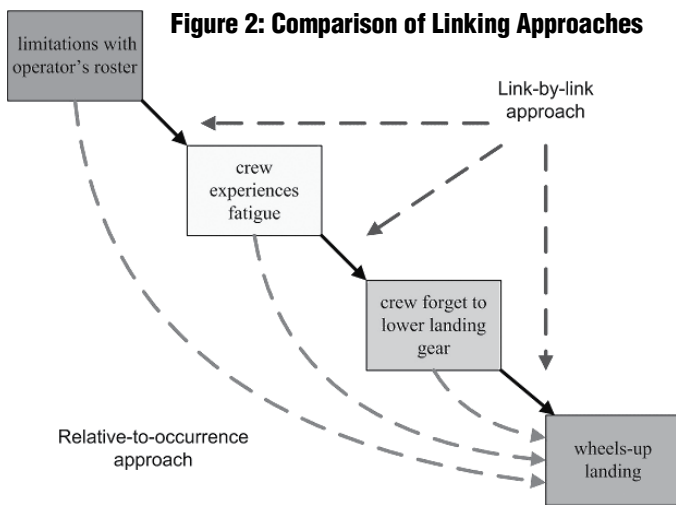 Figure 2: Comparison of Linking Approaches
limitations with
operator’s roster
Link-by-link
approach
crew
experiences
fatigue
crew forget to
lower landing
gear
Relative-to-occurrence
approach
wheels-up
landing